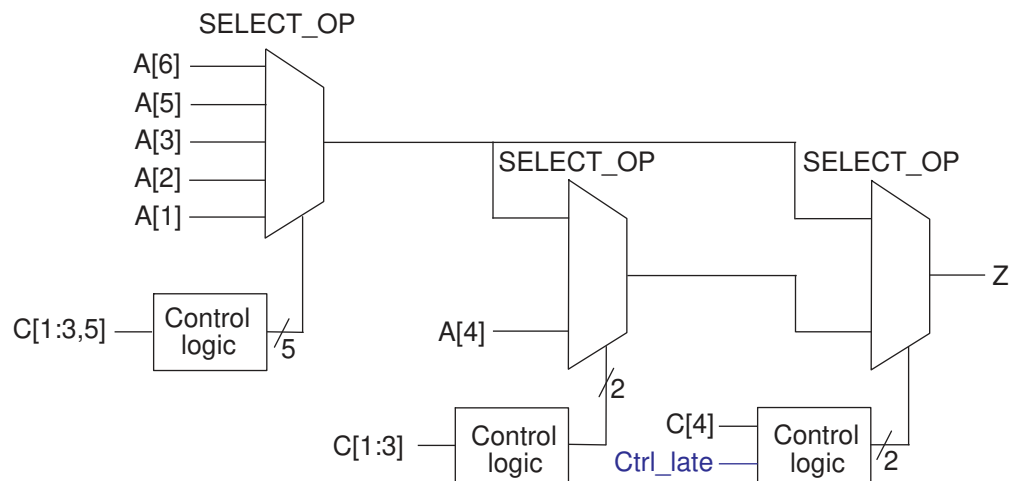 SELECT_OP
A[6]
A[5]
A[3]
A[2]
A[1]
SELECT_OP
SELECT_OP
Z
C[1:3,5]
Control
logic
5
A[4]
2
C[1:3]
Control
logic
C[4]
Ctrl_late
Control
logic
2